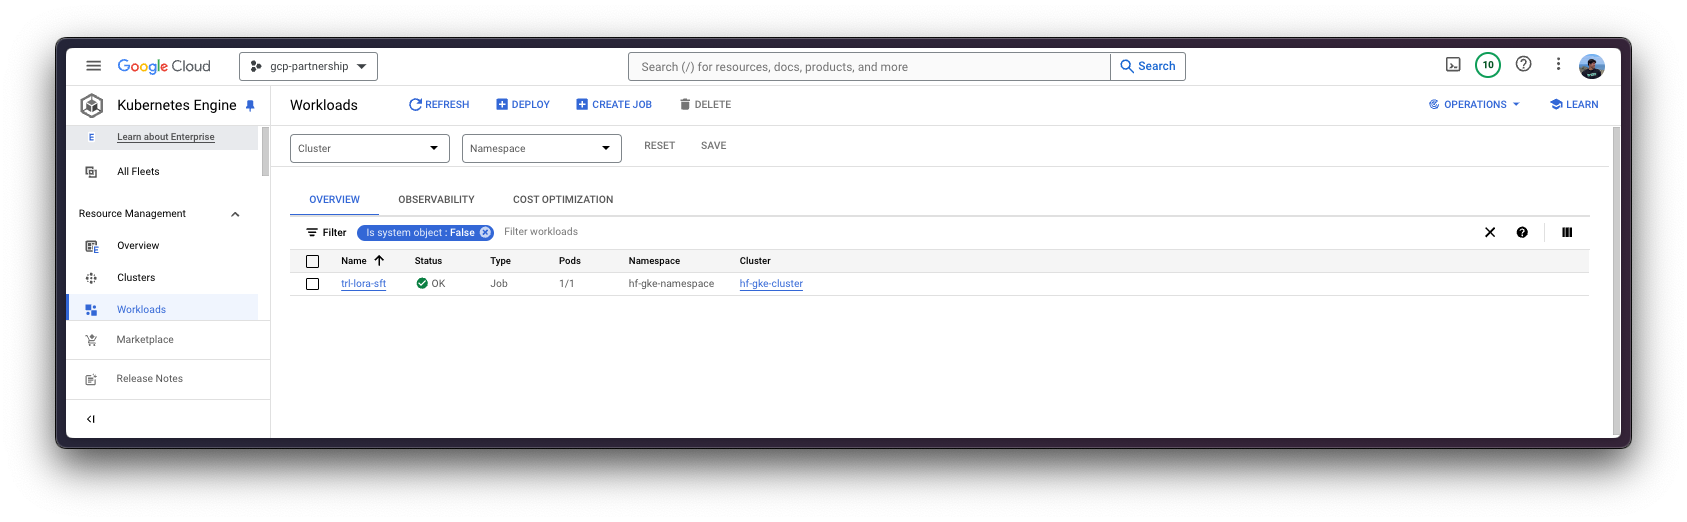 Google Cloud
gcp-partnership
Search (/) for resources, docs, products, and more
Search
10
Kubernetes Engine
Workloads
REFRESH
DEPLOY
CREATE JOB
DELETE
OPERATIONS
LEARN
E
Learn about Enterprise
All Fleets
Resource Management
Overview
Clusters
Workloads
Marketplace
Release Notes
Cluster
Namespace
RESET
SAVE
OVERVIEW
OBSERVABILITY
COST OPTIMIZATION
Filter
Is system object : False
Filter workloads
Name Status Type Pods Namespace Cluster
trl-lora-sft OK Job 1/1 hf-gke-namespace hf-gke-cluster